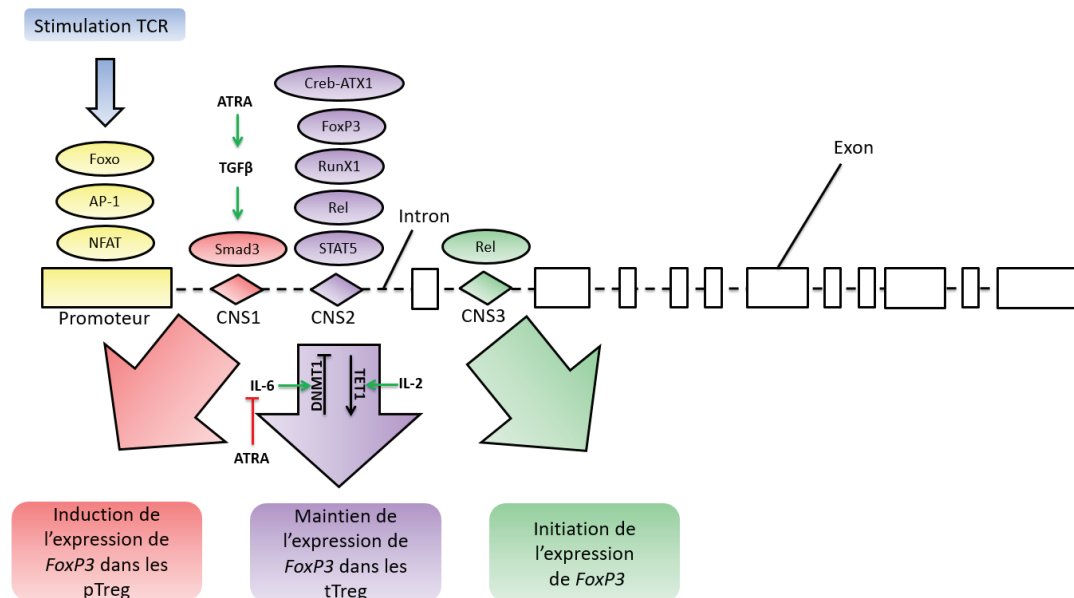 Stimulation TCR
Creb-ATX1
ATRA
FoxP3
Foxo
RunX1
TGFβ
Exon
AP-1
Rel
Intron
NFAT
Smad3
STAT5
Rel
Promoteur
CNS1
CNS2
CNS3
IL-6
DNMT1
TET1
IL-2
ATRA
Induction de
l'expression de
FoxP3 dans les
pTreg
Maintien de
l'expression de
FoxP3 dans les
tTreg
Initiation de
l'expression
de FoxP3